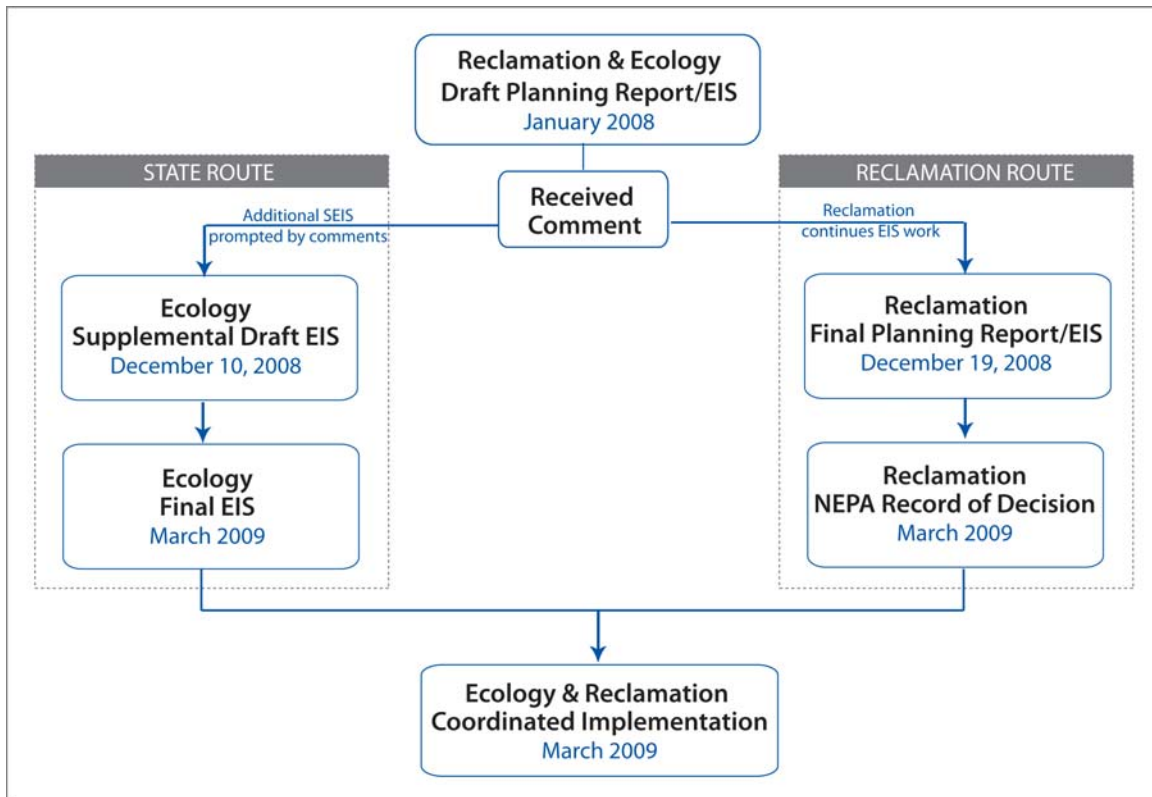 Reclamation & Ecology
Draft Planning Report/EIS
January 2008
STATE ROUTE
RECLAMATION ROUTE
Received
Comment
Additional SEIS
prompted by comments
Reclamation
continues EIS work
Ecology
Supplemental Draft EIS
December 10, 2008
Reclamation
Final Planning Report/EIS
December 19, 2008
Ecology
Final EIS
March 2009
Reclamation
NEPA Record of Decision
March 2009
Ecology & Reclamation
Coordinated Implementation
March 2009